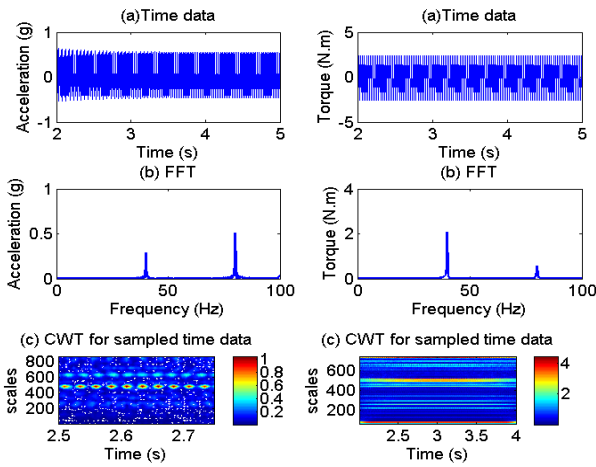 (a)Time data
Acceleration (g)
1
0
-1
2 3 4 5
Time (s)
(a)Time data
Torque (N.m)
5
0
-5
2 3 4 5
Time (s)
(b) FFT
Acceleration (g)
1
0.5
0
0 50 100
Frequency (Hz)
(b) FFT
Torque (N.m)
4
2
0
0 50 100
Frequency (Hz)
(c) CWT for sampled time data
scales
800
600
400
200
2.5 2.6 2.7
Time (s)
1
0.8
0.6
0.4
0.2
(c) CWT for sampled time data
scales
600
400
200
2.5 3 3.5 4
Time (s)
4
2